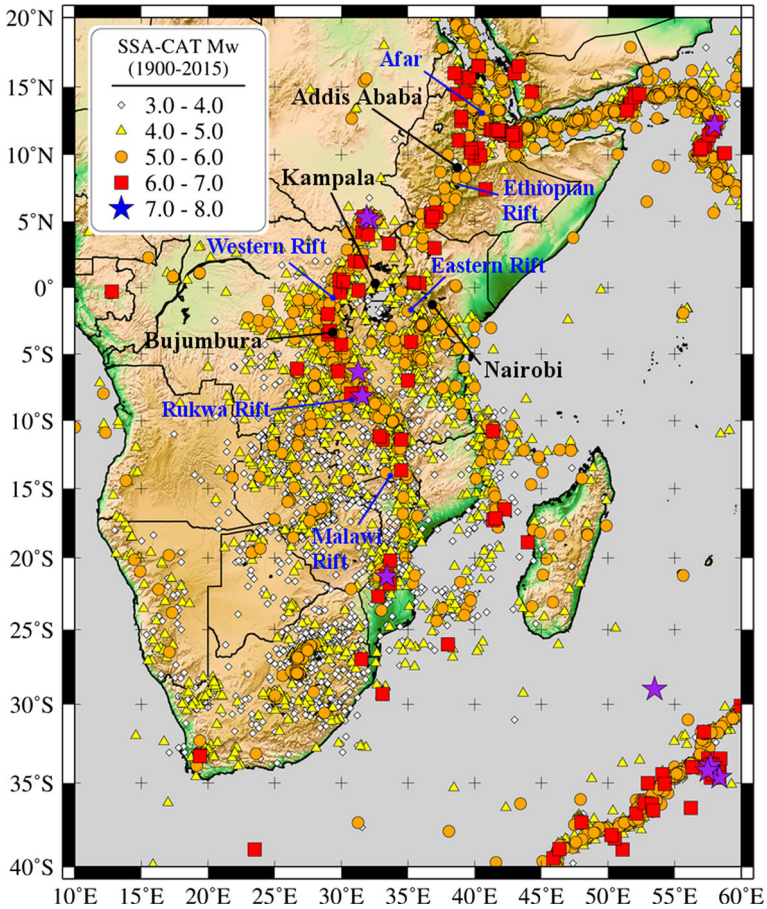 20°N
15°N
10°N
5°N
0°
5°S
10°S
15°S
20°S
25°S
30°S
35°S
40°S
SSA-CAT Mw
(1900-2015)
3.0 - 4.0
4.0 - 5.0
5.0 - 6.0
6.0 - 7.0
7.0 - 8.0
Afar
Addis Ababa
Kampala
Ethiopian
Rift
Western Rift
Eastern Rift
Bujumbura
Nairobi
Rukwa Rift
Malawi
Rift
10°E 15°E 20°E 25°E 30°E 35°E 40°E 45°E 50°E 55°E 60°E